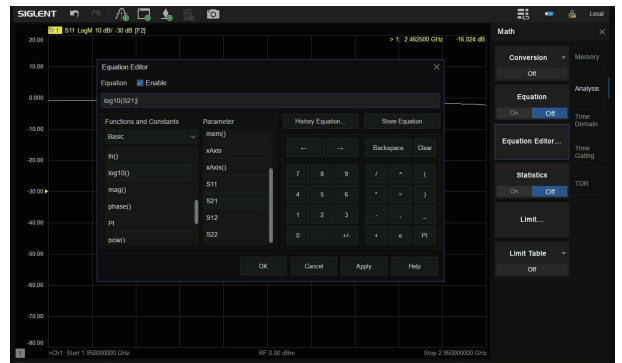 SIGLENT
Local
Tr1 S11 LogM 10 dB/ -30 dB [F2]
> 1: 2.462500 GHz -16.024 dB
20.00
10.00
0.000
-10.00
-20.00
-30.00
-40.00
-50.00
-60.00
-70.00
-80.00
Equation Editor
Equation Enable
log10(S21)
Functions and Constants
Basic
ln()
log10()
mag()
phase()
PI
pow()
Parameter
mem()
xAxis
xAxis()
S11
S21
S12
S22
History Equation...
Store Equation
← → Backspace Clear
7 8 9 / ^ (
4 5 6 * = )
1 2 3 - , _
0 . +/- + e PI
OK Cancel Apply Help
Math
Conversion
Off
Equation
On Off
Equation Editor...
Statistics
On Off
Limit...
Limit Table
Off
Memory
Analysis
Time
Domain
Time
Gating
TDR
1 >Ch1: Start 1.950000000 GHz RF 0.00 dBm Stop 2.950000000 GHz